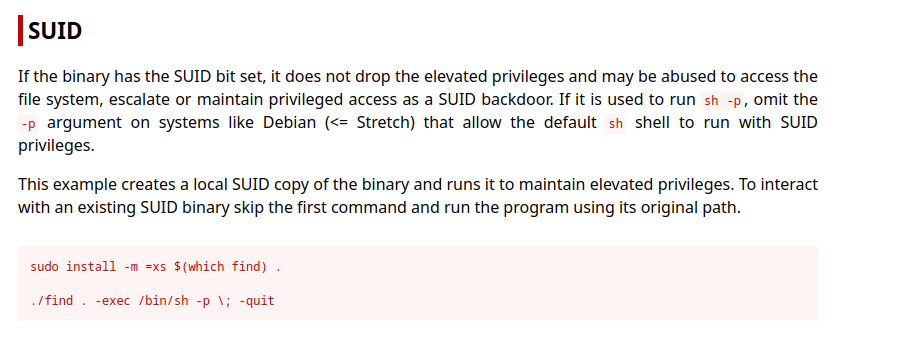 SUID
If the binary has the SUID bit set, it does not drop the elevated privileges and may be abused to access the
file system, escalate or maintain privileged access as a SUID backdoor. If it is used to run sh -p, omit the
-p argument on systems like Debian (<= Stretch) that allow the default sh shell to run with SUID
privileges.
This example creates a local SUID copy of the binary and runs it to maintain elevated privileges. To interact
with an existing SUID binary skip the first command and run the program using its original path.
sudo install -m =xs $(which find) .
./find . -exec /bin/sh -p \; -quit